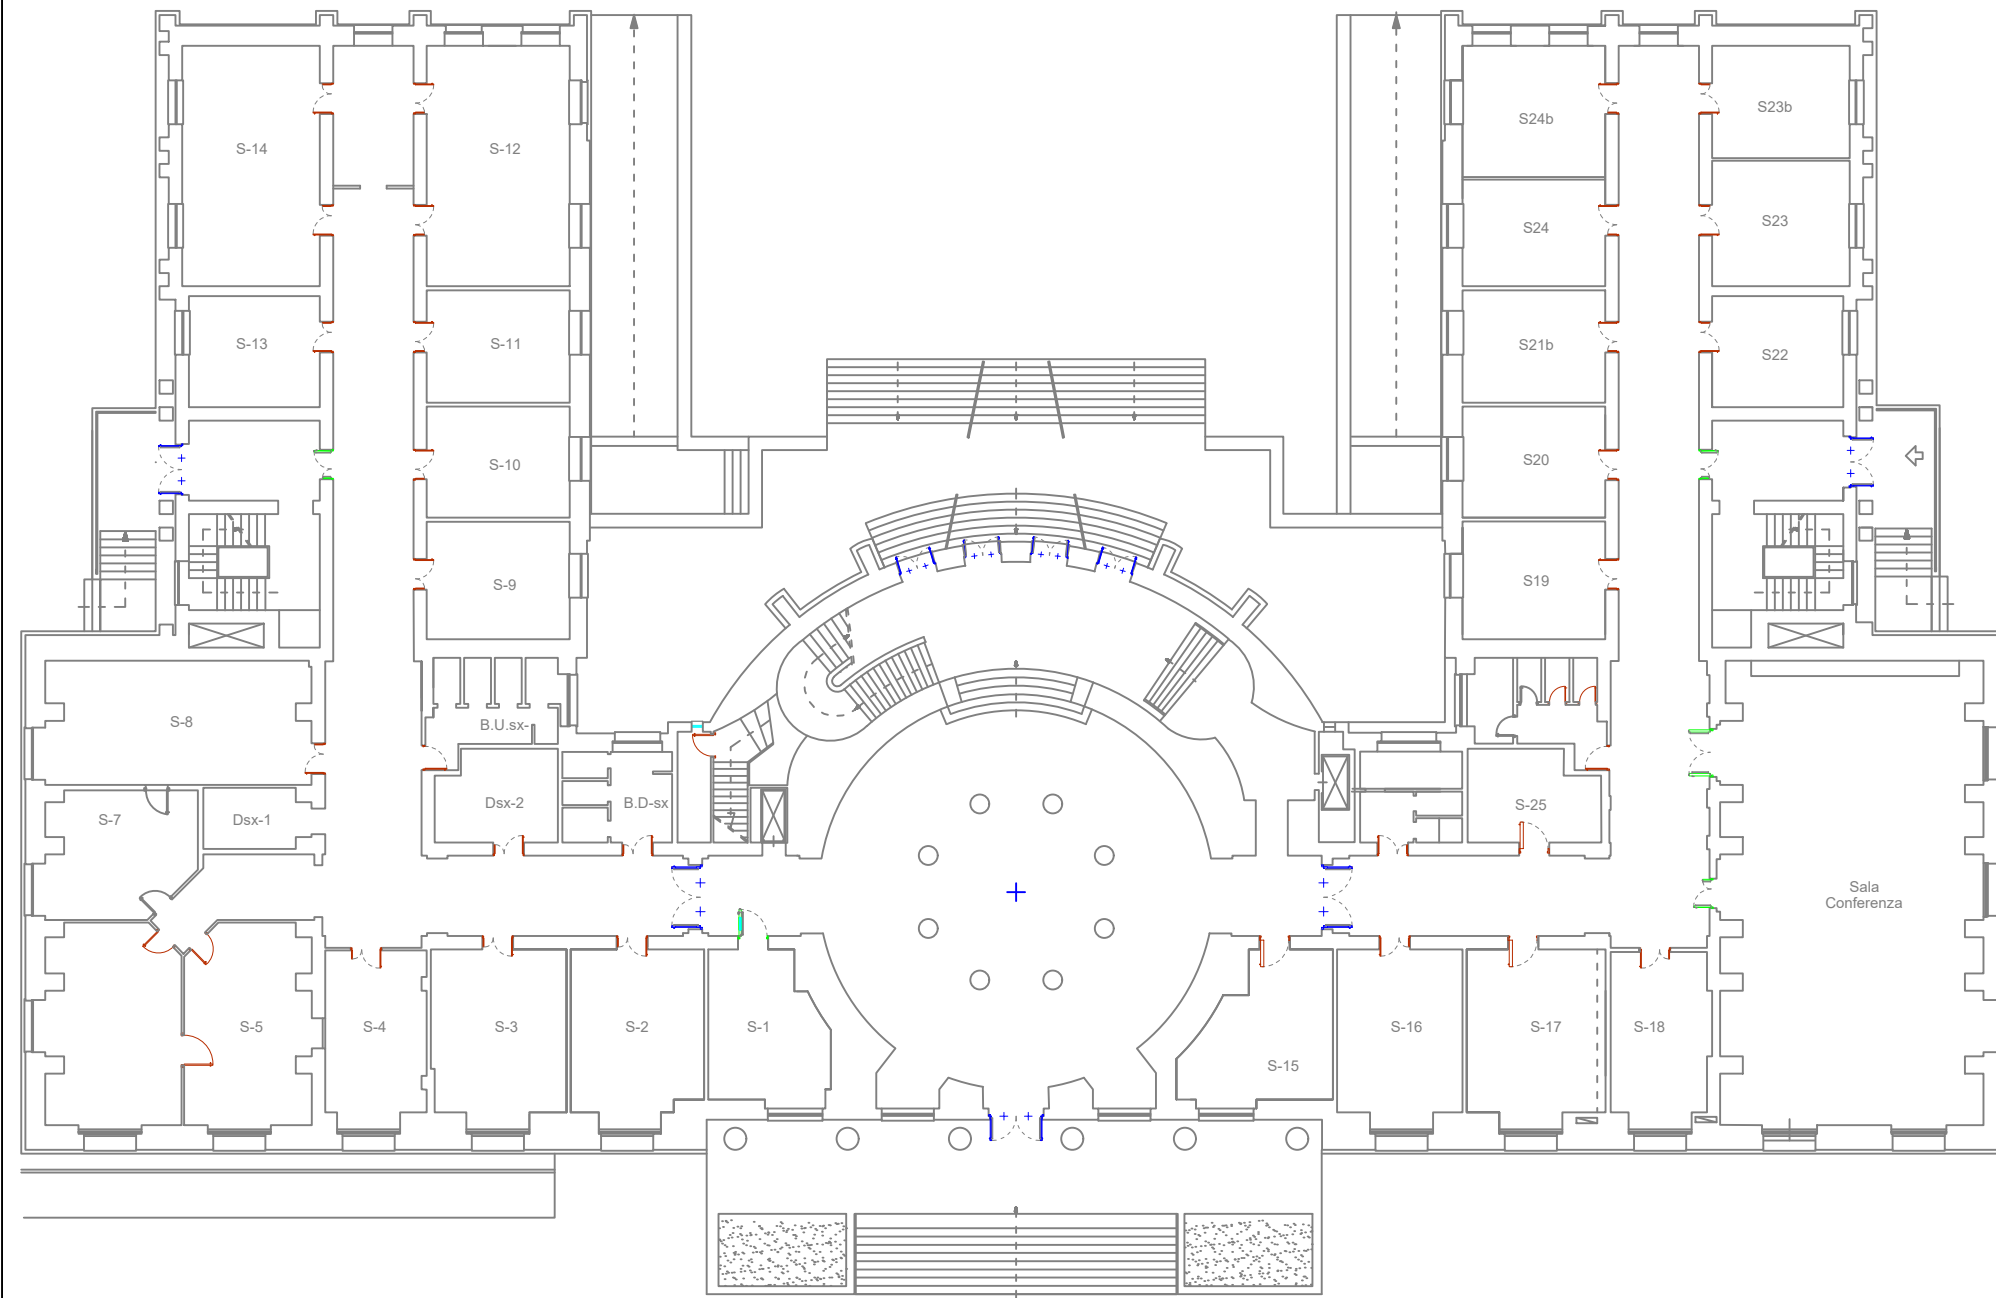 S-14
S-12
S24b
S23b
S24
S23
S-13
S-11
S21b
S22
S-10
S20
S-9
S19
S-8
B.U.sx-
S-7
Dsx-1
Dsx-2
B.D-sx
S-25
Sala
Conferenza
S-5
S-4
S-3
S-2
S-1
S-15
S-16
S-17
S-18